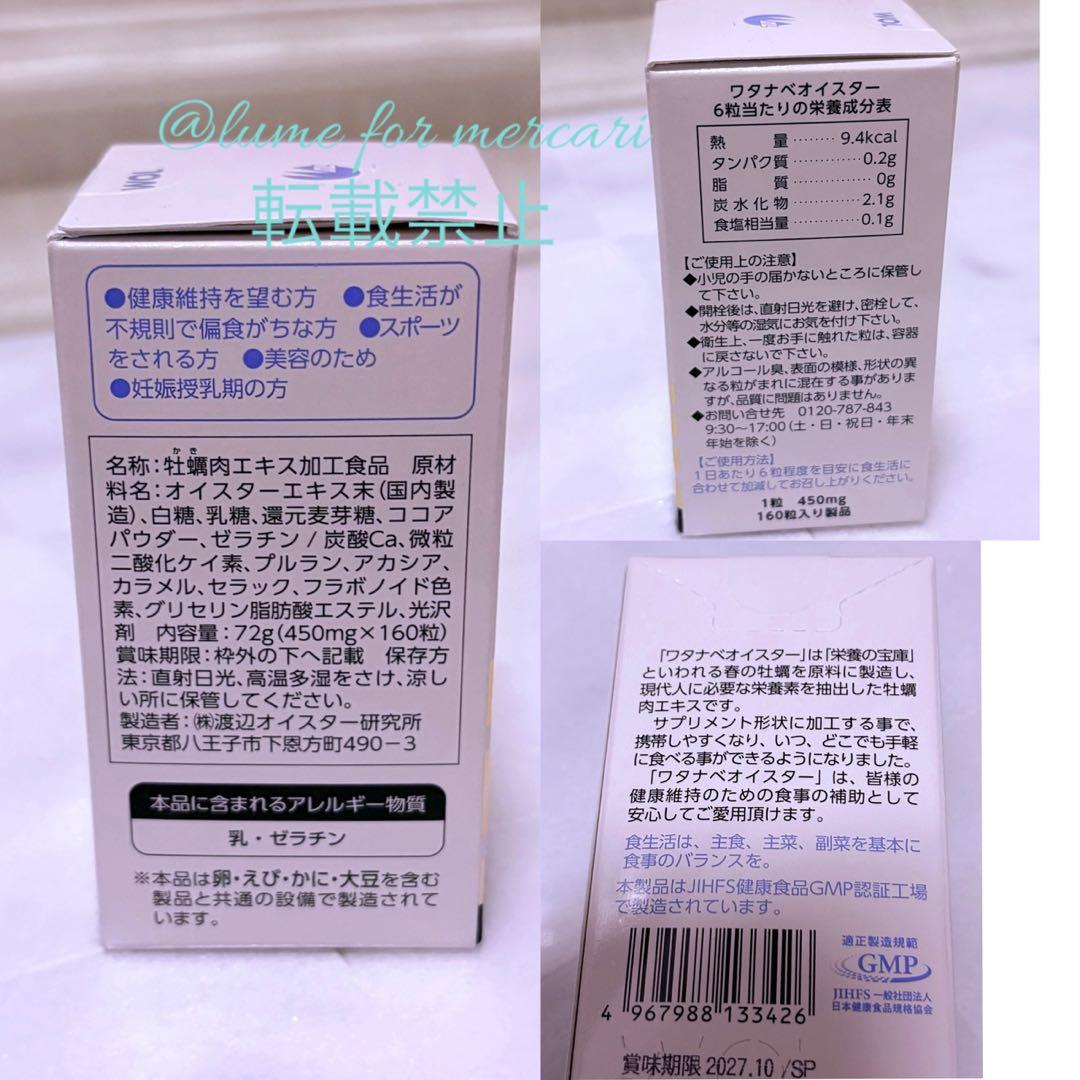 @lume for mercari
転載禁止
WOL
●健康維持を望む方 ●食生活が
不規則で偏食がちな方 ●スポーツ
をされる方 ●美容のため
●妊娠授乳期の方
かき
名称:牡蠣肉エキス加工食品 原材
料名:オイスターエキス末(国内製
造)、白糖、乳糖、還元麦芽糖、ココア
パウダー、ゼラチン/炭酸Ca、微粒
二酸化ケイ素、プルラン、アカシア、
カラメル、セラック、フラボノイド色
素、グリセリン脂肪酸エステル、光沢
剤 内容量:72g(450mg×160粒)
賞味期限:枠外の下へ記載 保存方
法:直射日光、高温多湿をさけ、涼し
い所に保管してください。
製造者:㈱渡辺オイスター研究所
東京都八王子市下恩方町490-3
本品に含まれるアレルギー物質
乳・ゼラチン
※本品は卵・えび・かに・大豆を含む
製品と共通の設備で製造されて
います。
WOL
ワタナベオイスター
6粒当たりの栄養成分表
熱量………9.4kcal
タンパク質…………0.2g
脂質……………0g
炭水化物…………2.1g
食塩相当量…………0.1g
【ご使用上の注意】
◆小児の手の届かないところに保管し
て下さい。
◆開栓後は、直射日光を避け、密栓して、
水分等の湿気にお気を付け下さい。
◆衛生上、一度お手に触れた粒は、容器
に戻さないで下さい。
◆アルコール臭、表面の模様、形状の異
なる粒がまれに混在する事がありま
すが、品質に問題はありません。
◆お問い合せ先 0120-787-843
9:30〜17:00(土・日・祝日・年末
年始を除く)
【ご使用方法】
1日あたり6粒程度を目安に食生活に
合わせて加減してお召し上がりください。
1粒 450mg
160粒入り製品
「ワタナベオイスター」は「栄養の宝庫」
といわれる春の牡蠣を原料に製造し、
現代人に必要な栄養素を抽出した牡蠣
肉エキスです。
サプリメント形状に加工する事で、
携帯しやすくなり、いつ、どこでも手軽
に食べる事ができるようになりました。
「ワタナベオイスター」は、皆様の
健康維持のための食事の補助として
安心してご愛用頂けます。
食生活は、主食、主菜、副菜を基本に
食事のバランスを。
本製品はJIHFS健康食品GMP認証工場
で製造されています。
適正製造規範
GMP
JIHFS 一般社団法人
日本健康食品規格協会
4 967988 133426
賞味期限 2027.10 /SP